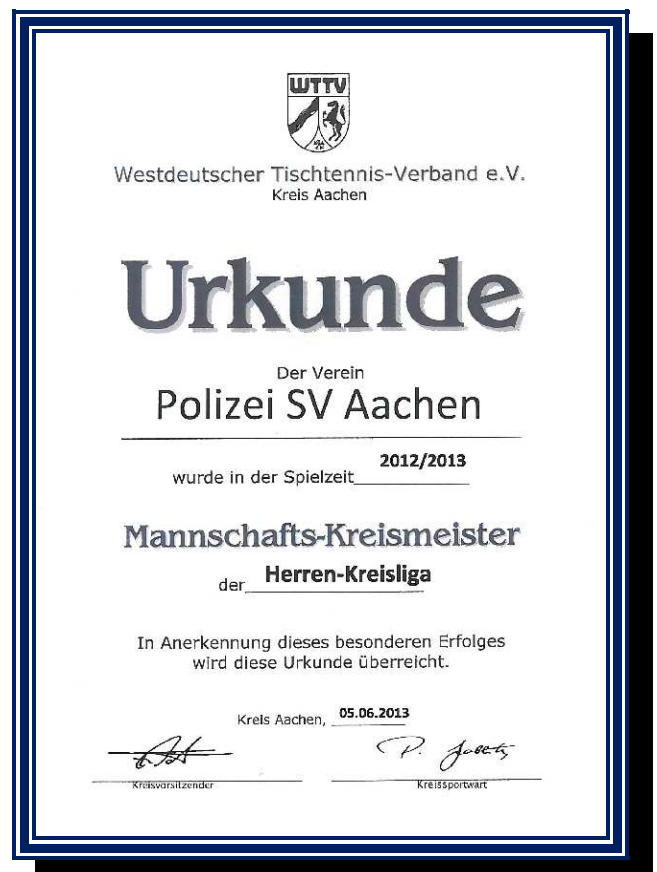 WTTV
Westdeutscher Tischtennis-Verband e.V.
Kreis Aachen
Urkunde
Der Verein
Polizei SV Aachen
wurde in der Spielzeit 2012/2013
Mannschafts-Kreismeister
der Herren-Kreisliga
In Anerkennung dieses besonderen Erfolges
wird diese Urkunde überreicht.
Kreis Aachen, 05.06.2013
P.
Kreisvorsitzender Kreissportwart